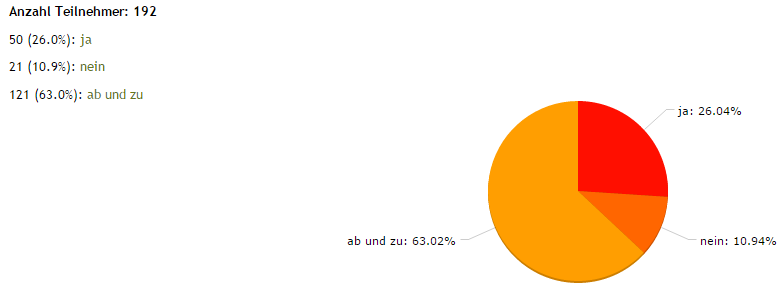 Anzahl Teilnehmer: 192
50 (26.0%): ja
21 (10.9%): nein
121 (63.0%): ab und zu
ja: 26.04%
ab und zu: 63.02%
nein: 10.94%